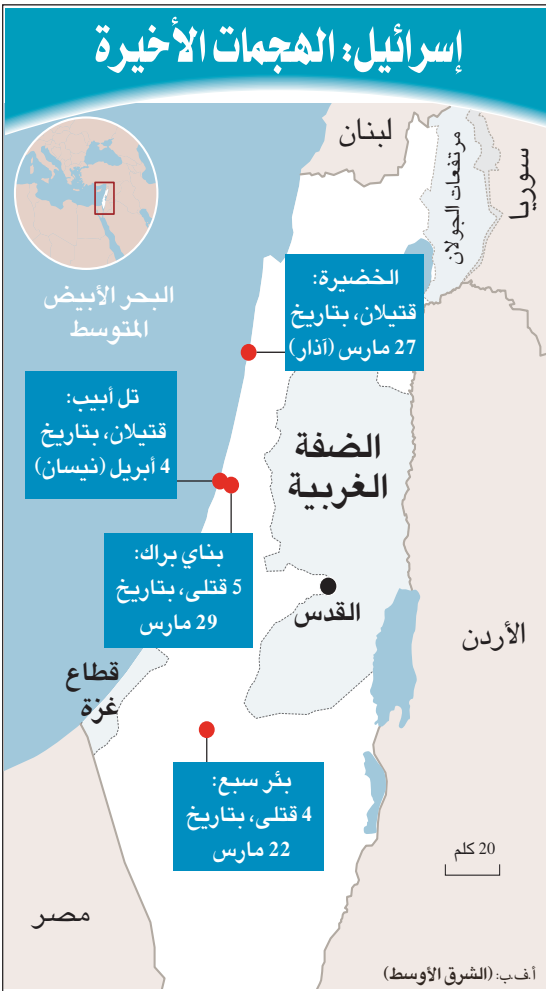 إسرائيل: الهجمات الأخيرة
لبنان
سوريا
مرتفعات الجولان
البحر الأبيض
المتوسط
الخضيرة:
قتيلان، بتاريخ
27 مارس (آذار)
تل أبيب:
قتيلان، بتاريخ
4 أبريل (نيسان)
الضفة
الغربية
بناي براك:
5 قتلى، بتاريخ
29 مارس
القدس
الأردن
قطاع
غزة
بئر سبع:
4 قتلى، بتاريخ
22 مارس
20 كلم
مصر
أ.ف.ب: (الشرق الأوسط)